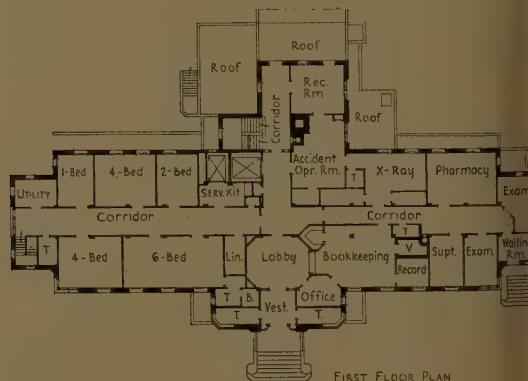 Roof
Roof
Rec. Rm
Corridor
Roof
1-Bed
4-Bed
2-Bed
Serv. Kit
Accident Opr. Rm.
T
X-Ray
Pharmacy
Exam
Utility
Corridor
Corridor
T
4-Bed
6-Bed
Lin.
Lobby
Bookkeeping
T
V
Record
Supt.
Exam.
Waiting Rm.
T
B.
Vest.
Office
T
T.
FIRST FLOOR PLAN